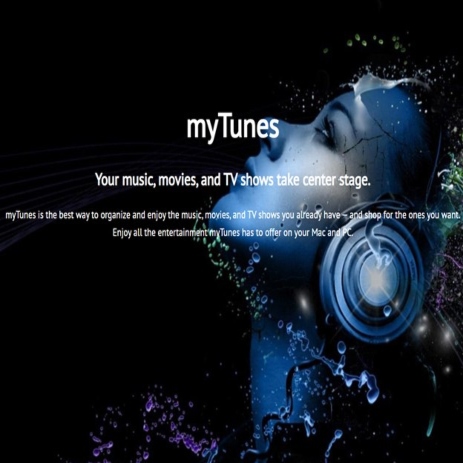 myTunes
Your music, movies, and TV shows take center stage.
myTunes is the best way to organize and enjoy the music, movies, and TV shows you already have — and shop for the ones you want.
Enjoy all the entertainment myTunes has to offer on your Mac and PC.